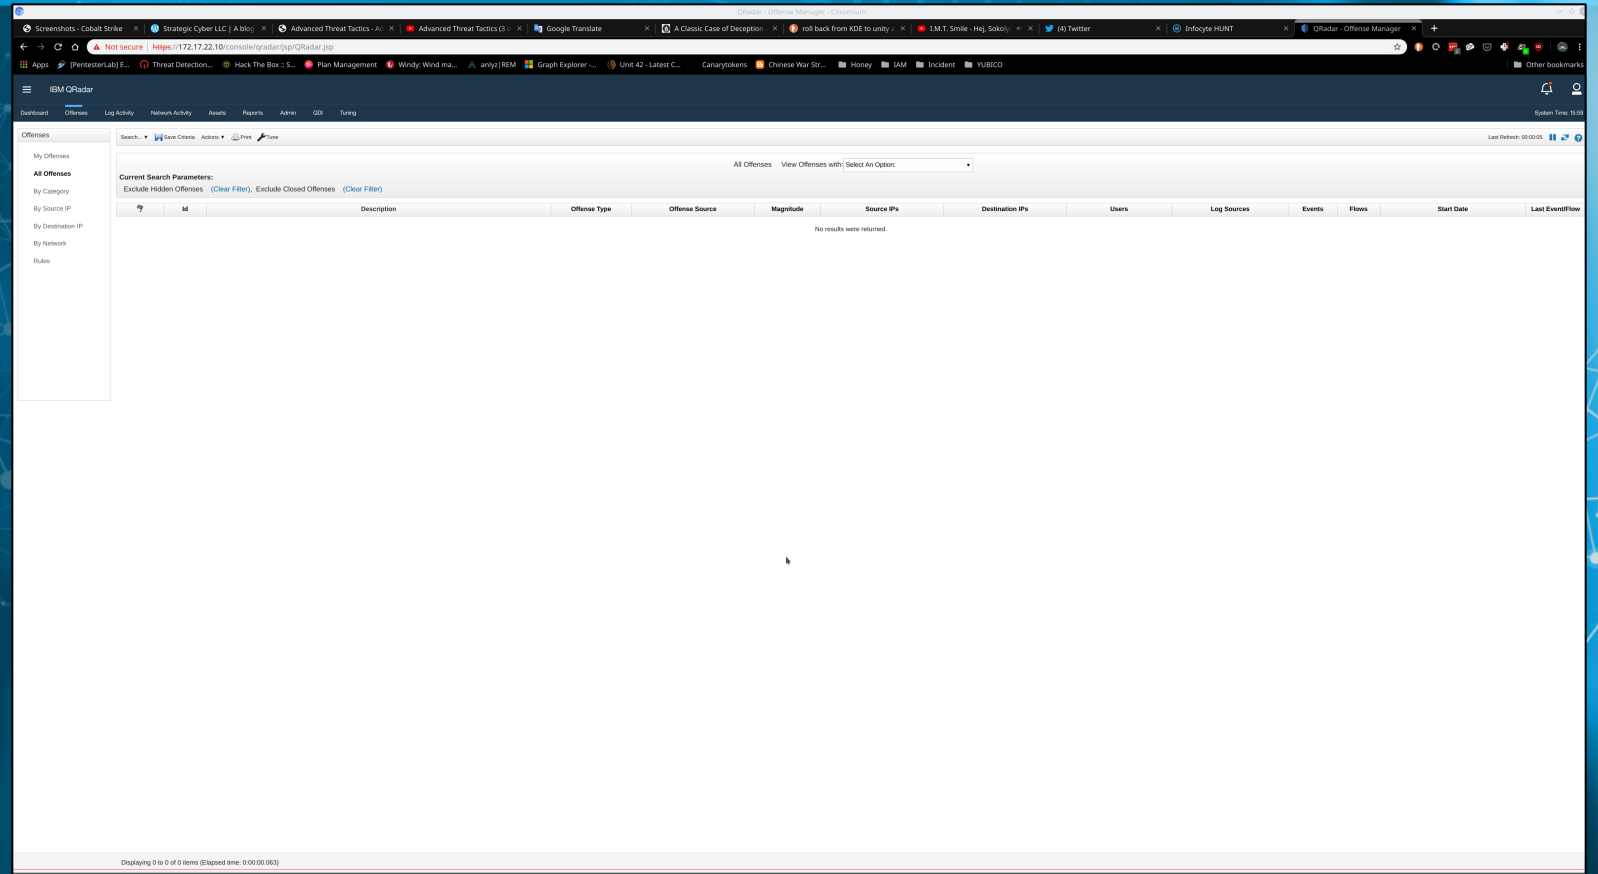 QRadar - Offense Manager - Chromium
Screenshots - Cobalt Strike
Strategic Cyber LLC | A blog
Advanced Threat Tactics - A
Advanced Threat Tactics (3 o
Google Translate
A Classic Case of Deception
roll back from KDE to unity
I.M.T. Smile - Hej, Sokoly
(4) Twitter
Infocyte HUNT
QRadar - Offense Manager
Not secure | https://172.17.22.10/console/qradar/jsp/QRadar.jsp
Apps [PentesterLab] E... Threat Detection... Hack The Box :: S... Plan Management Windy: Wind ma... anlyz|REM Graph Explorer -... Unit 42 - Latest C... Canarytokens Chinese War Str... Honey IAM Incident YUBICO Other bookmarks
IBM QRadar
Dashboard Offenses Log Activity Network Activity Assets Reports Admin QDI Tuning System Time: 15:59
Offenses
My Offenses
All Offenses
By Category
By Source IP
By Destination IP
By Network
Rules
Search... Save Criteria Actions Print Tune Last Refresh: 00:00:05
All Offenses View Offenses with: Select An Option:
Current Search Parameters:
Exclude Hidden Offenses (Clear Filter), Exclude Closed Offenses (Clear Filter)
Id Description Offense Type Offense Source Magnitude Source IPs Destination IPs Users Log Sources Events Flows Start Date Last Event/Flow
No results were returned.
Displaying 0 to 0 of 0 items (Elapsed time: 0:00:00.063)